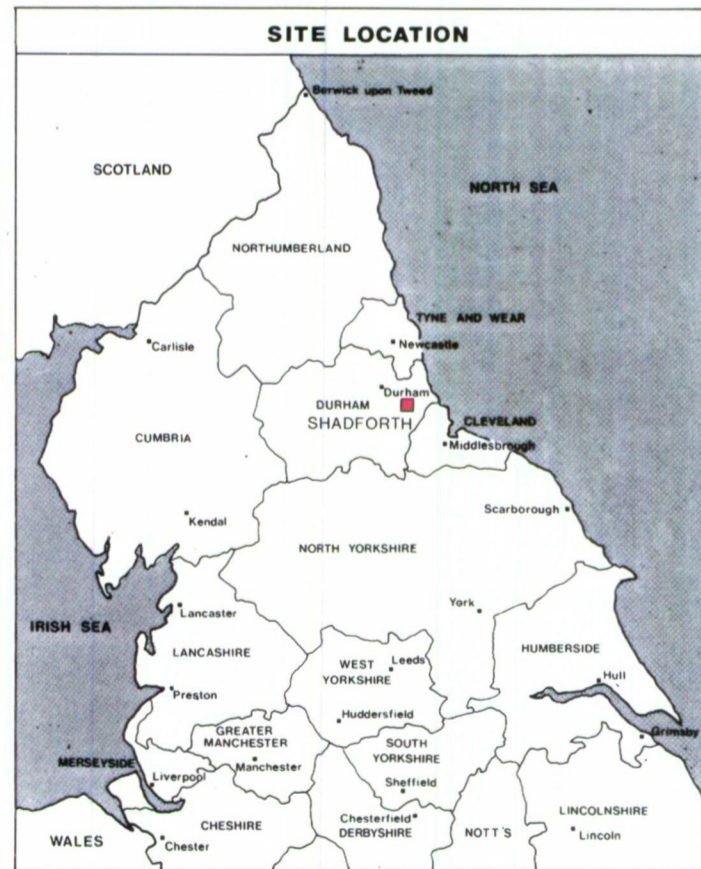 SITE LOCATION
Berwick upon Tweed
SCOTLAND
NORTH SEA
NORTHUMBERLAND
TYNE AND WEAR
Carlisle
Newcastle
Durham
DURHAM
SHADFORTH
CLEVELAND
CUMBRIA
Middlesbrough
Kendal
Scarborough
NORTH YORKSHIRE
York
Lancaster
IRISH SEA
LANCASHIRE
WEST
YORKSHIRE
Leeds
HUMBERSIDE
Hull
Preston
Huddersfield
GREATER
MANCHESTER
SOUTH
YORKSHIRE
Grimsby
MERSEYSIDE
Liverpool
Manchester
Sheffield
LINCOLNSHIRE
Chesterfield
DERBYSHIRE
CHESHIRE
NOTT'S
Lincoln
WALES
Chester